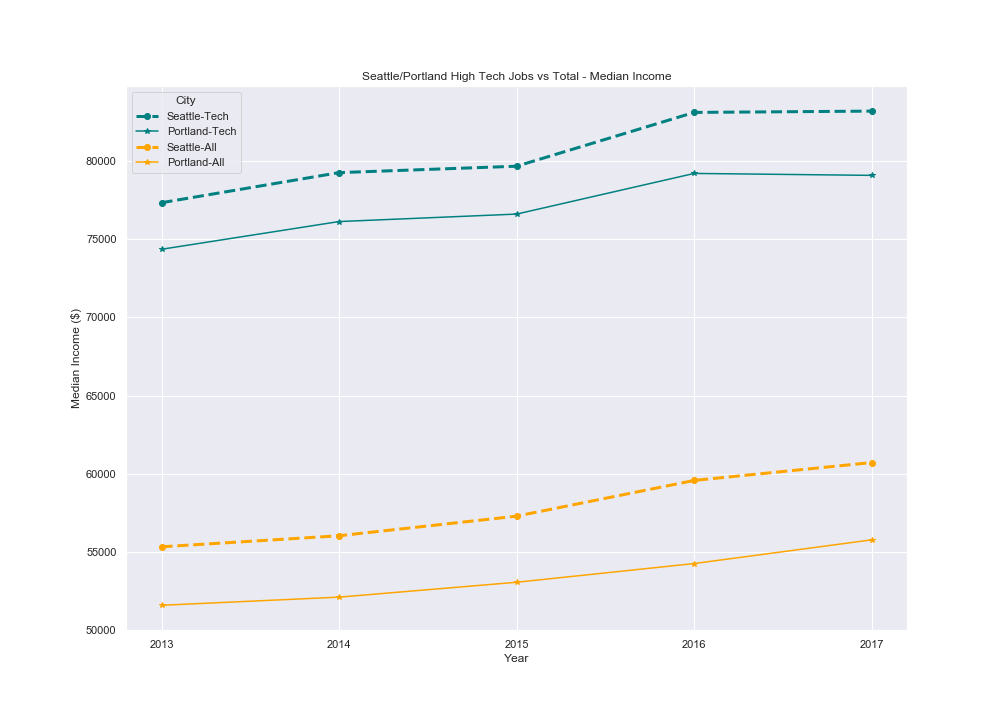 Seattle/Portland High Tech Jobs vs Total - Median Income
City
Seattle-Tech
Portland-Tech
Seattle-All
Portland-All
80000
75000
70000
65000
60000
55000
50000
Median Income ($)
2013 2014 2015 2016 2017
Year